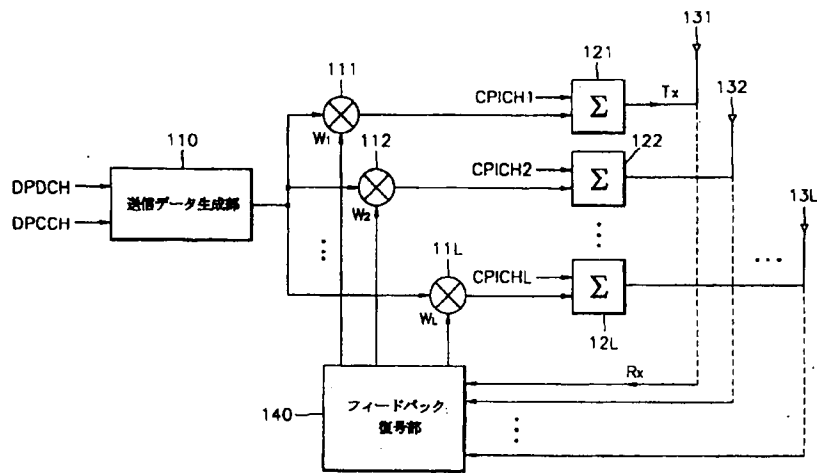 131
111
121
CPICH1
Σ
Tx
132
W1
110
112
122
DPDCH
CPICH2
Σ
送信データ生成部
DPCCH
W2
13L
11L
CPICHL
Σ
WL
12L
Rx
140
フィードバック
復号部